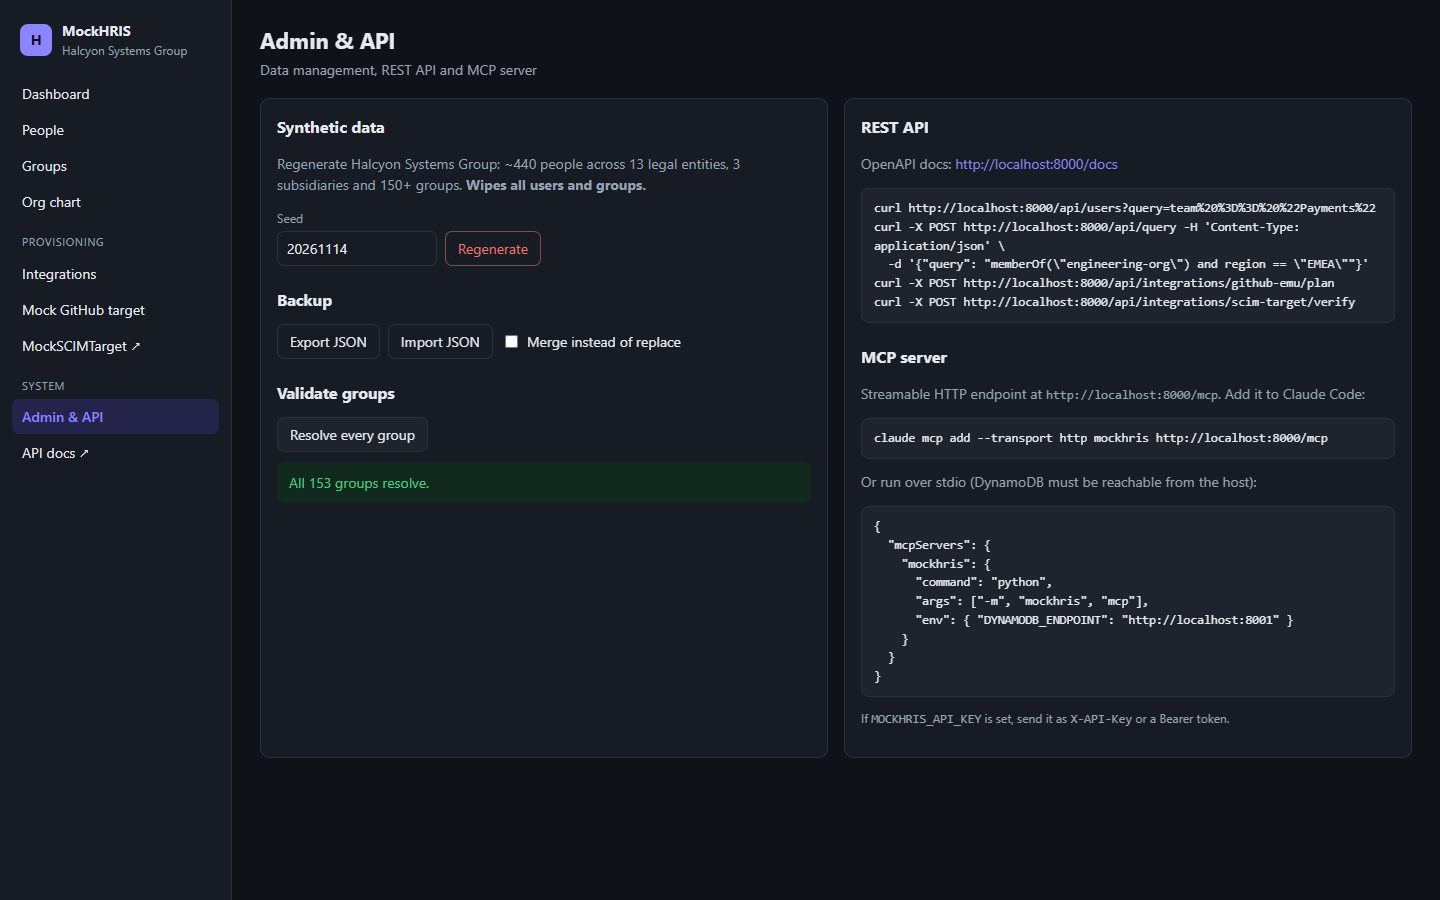 H
MockHRIS
Halcyon Systems Group
Dashboard
People
Groups
Org chart
PROVISIONING
Integrations
Mock GitHub target
MockSCIMTarget ↗
SYSTEM
Admin & API
API docs ↗
Admin & API
Data management, REST API and MCP server
Synthetic data
Regenerate Halcyon Systems Group: ~440 people across 13 legal entities, 3
subsidiaries and 150+ groups. Wipes all users and groups.
Seed
20261114
Regenerate
Backup
Export JSON
Import JSON
Merge instead of replace
Validate groups
Resolve every group
All 153 groups resolve.
REST API
OpenAPI docs: http://localhost:8000/docs
curl http://localhost:8000/api/users?query=team%20%3D%3D%20%22Payments%22
curl -X POST http://localhost:8000/api/query -H 'Content-Type:
application/json' \
  -d '{"query": "memberOf(\"engineering-org\") and region == \"EMEA\""}'
curl -X POST http://localhost:8000/api/integrations/github-emu/plan
curl -X POST http://localhost:8000/api/integrations/scim-target/verify
MCP server
Streamable HTTP endpoint at http://localhost:8000/mcp. Add it to Claude Code:
claude mcp add --transport http mockhris http://localhost:8000/mcp
Or run over stdio (DynamoDB must be reachable from the host):
{
  "mcpServers": {
    "mockhris": {
      "command": "python",
      "args": ["-m", "mockhris", "mcp"],
      "env": { "DYNAMODB_ENDPOINT": "http://localhost:8001" }
    }
  }
}
If MOCKHRIS_API_KEY is set, send it as X-API-Key or a Bearer token.